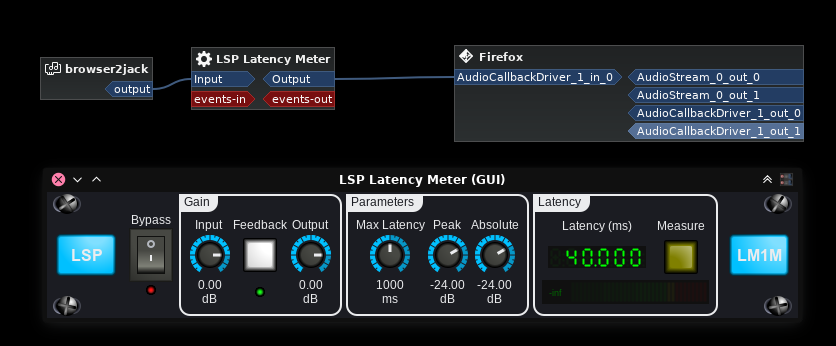 browser2jack
output
LSP Latency Meter
Input
Output
events-in
events-out
Firefox
AudioCallbackDriver_1_in_0
AudioStream_0_out_0
AudioStream_0_out_1
AudioCallbackDriver_1_out_0
AudioCallbackDriver_1_out_1
LSP Latency Meter (GUI)
LSP
Bypass
Gain
Input
Feedback
Output
0.00
dB
0.00
dB
Parameters
Max Latency
Peak
Absolute
1000
ms
-24.00
dB
-24.00
dB
Latency
Latency (ms)
Measure
40.000
-inf
LM1M